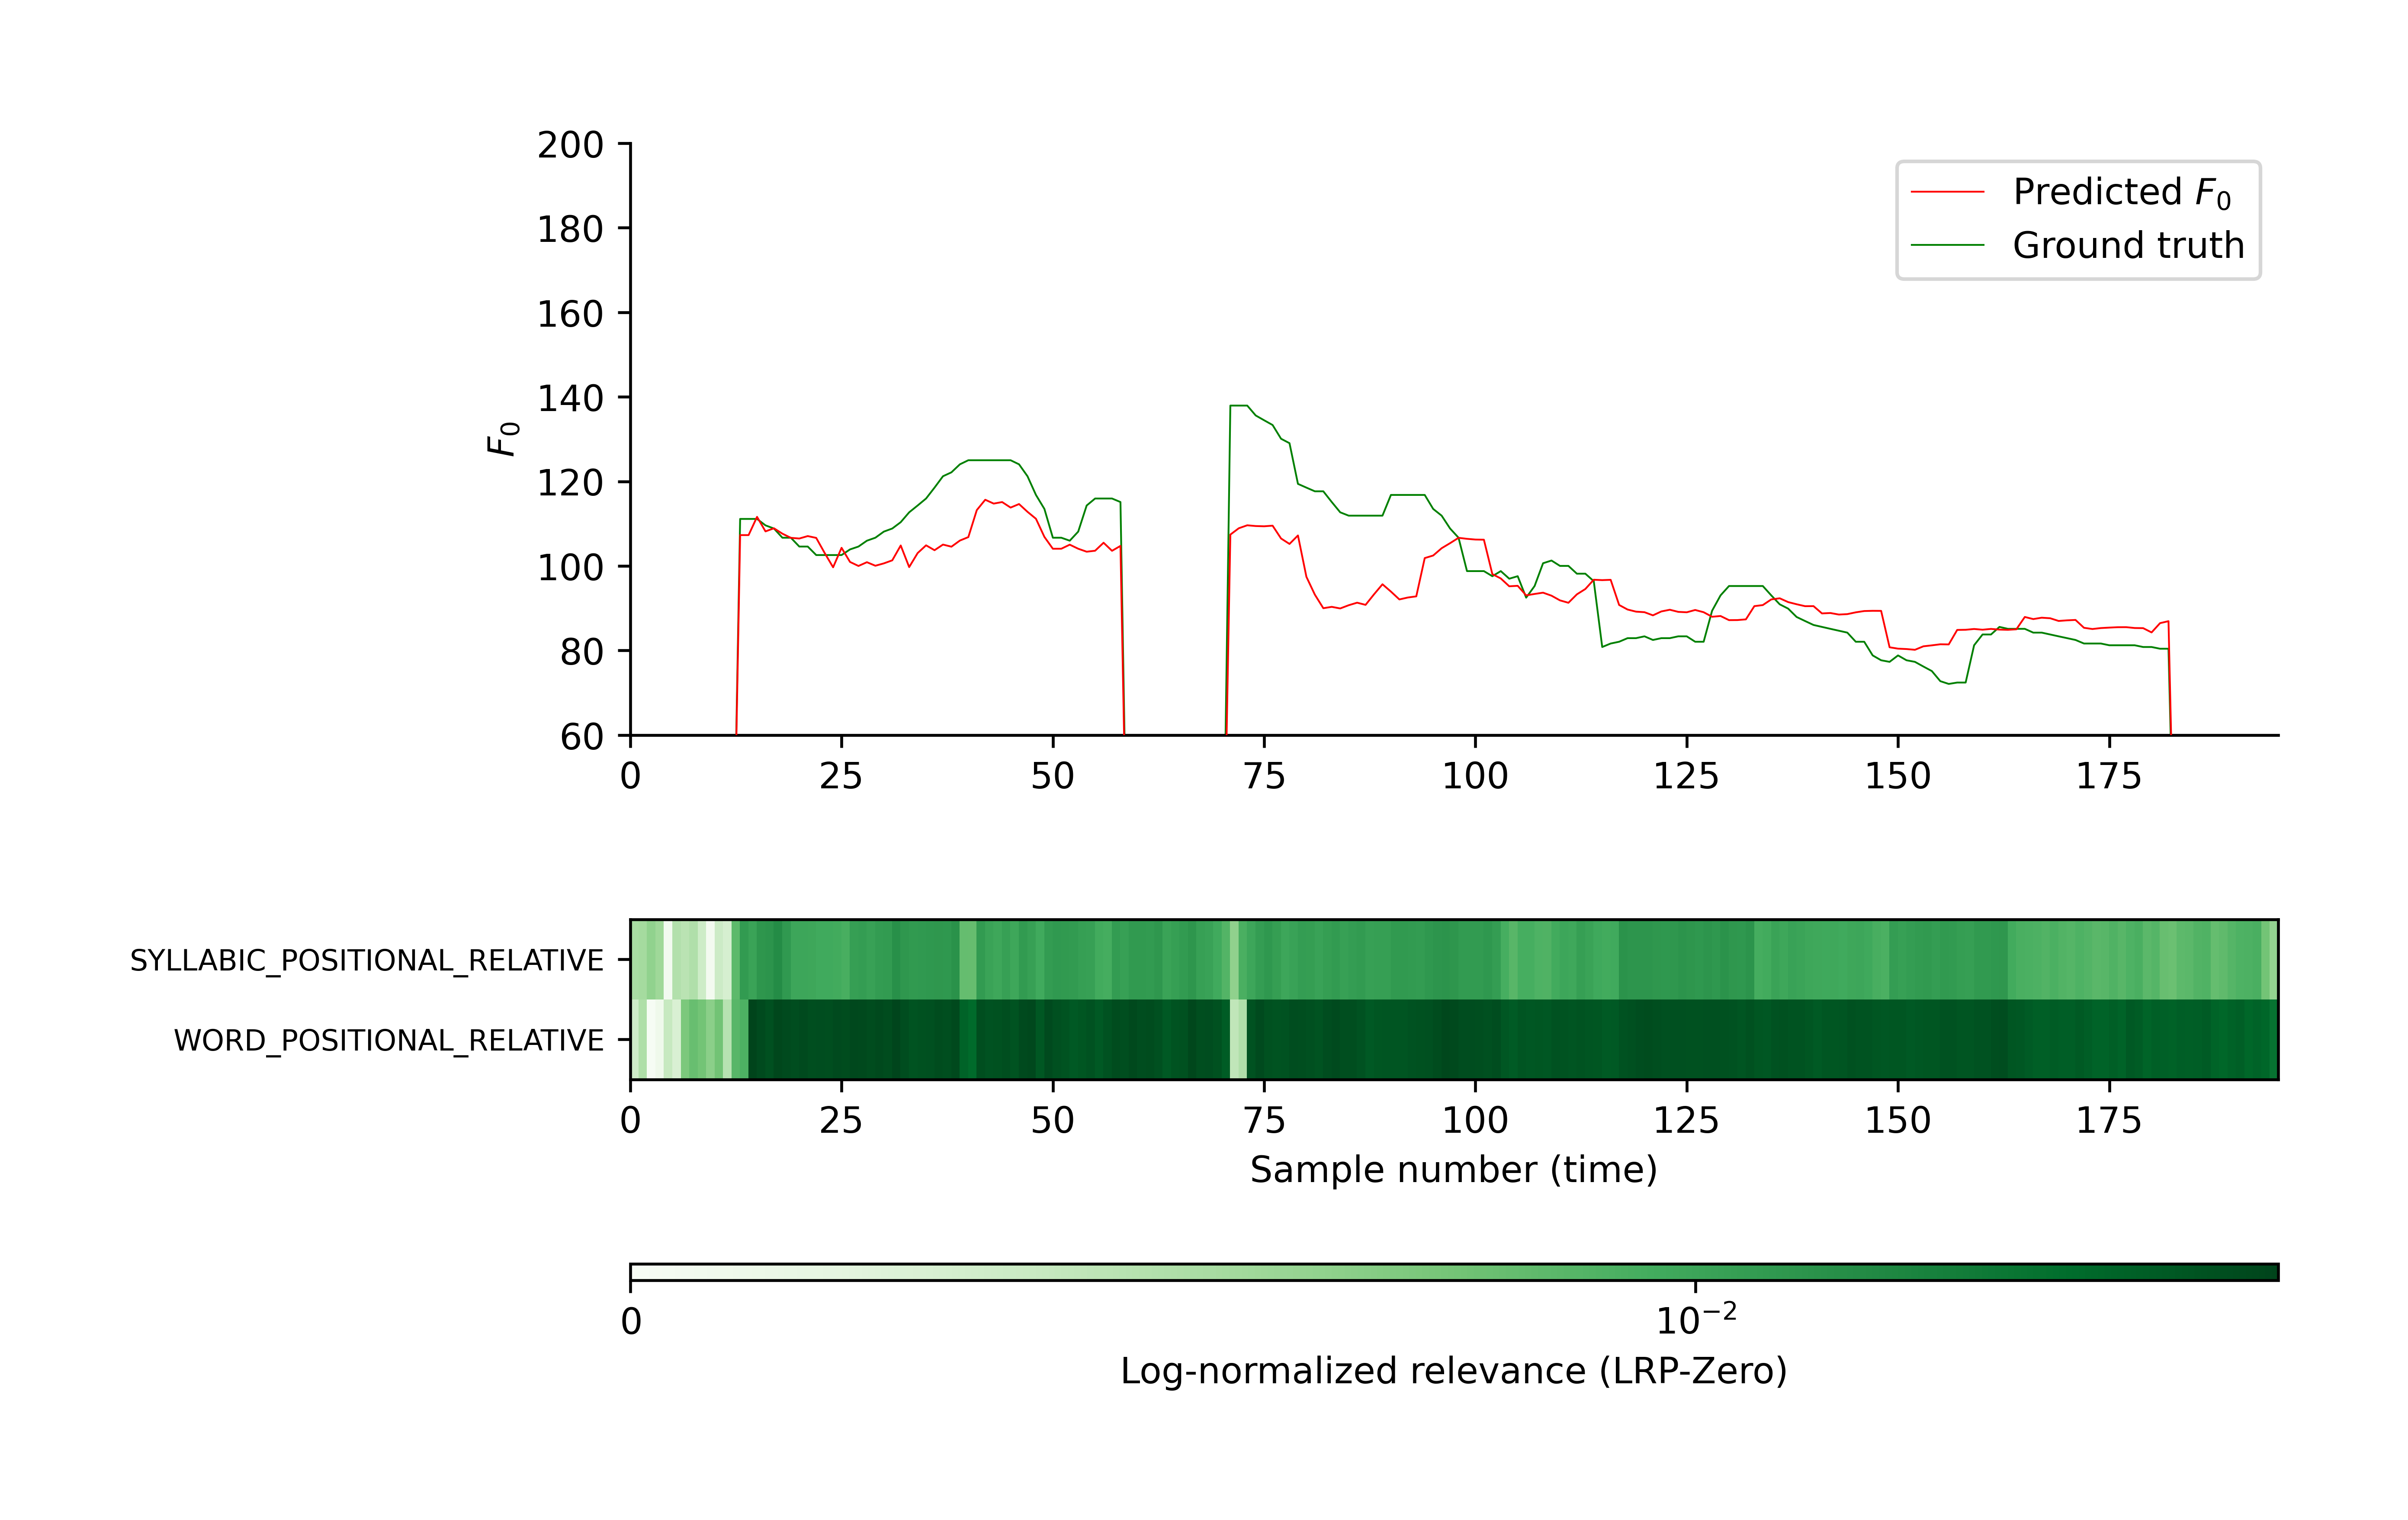 200
180
160
140
120
100
80
60
F₀
Predicted F₀
Ground truth
0 25 50 75 100 125 150 175
SYLLABIC_POSITIONAL_RELATIVE
WORD_POSITIONAL_RELATIVE
0 25 50 75 100 125 150 175
Sample number (time)
0 10⁻²
Log-normalized relevance (LRP-Zero)